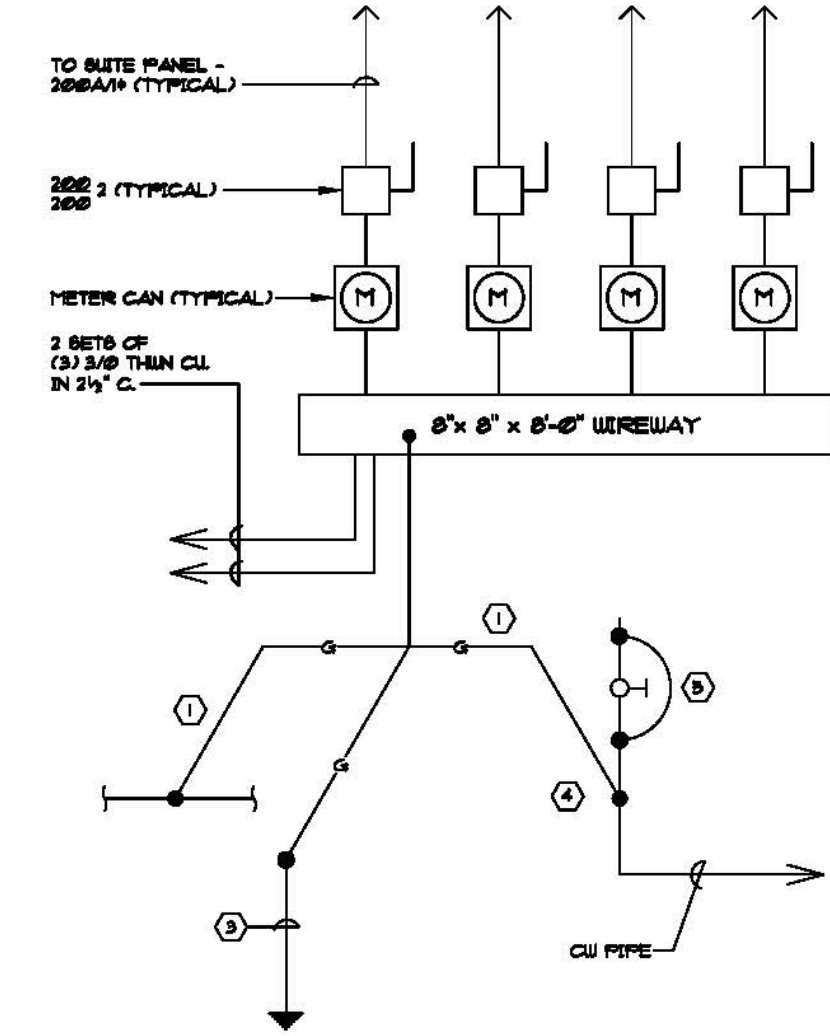 TO SUITE PANEL -
200A/1Φ (TYPICAL)
200
200 2 (TYPICAL)
METER CAN (TYPICAL)
M M M M
2 SETS OF
(3) 3/0 THWN CU.
IN 2½" C.
8" x 8" x 8'-0" WIREWAY
G G
1
1
5
G
4
3
CW PIPE